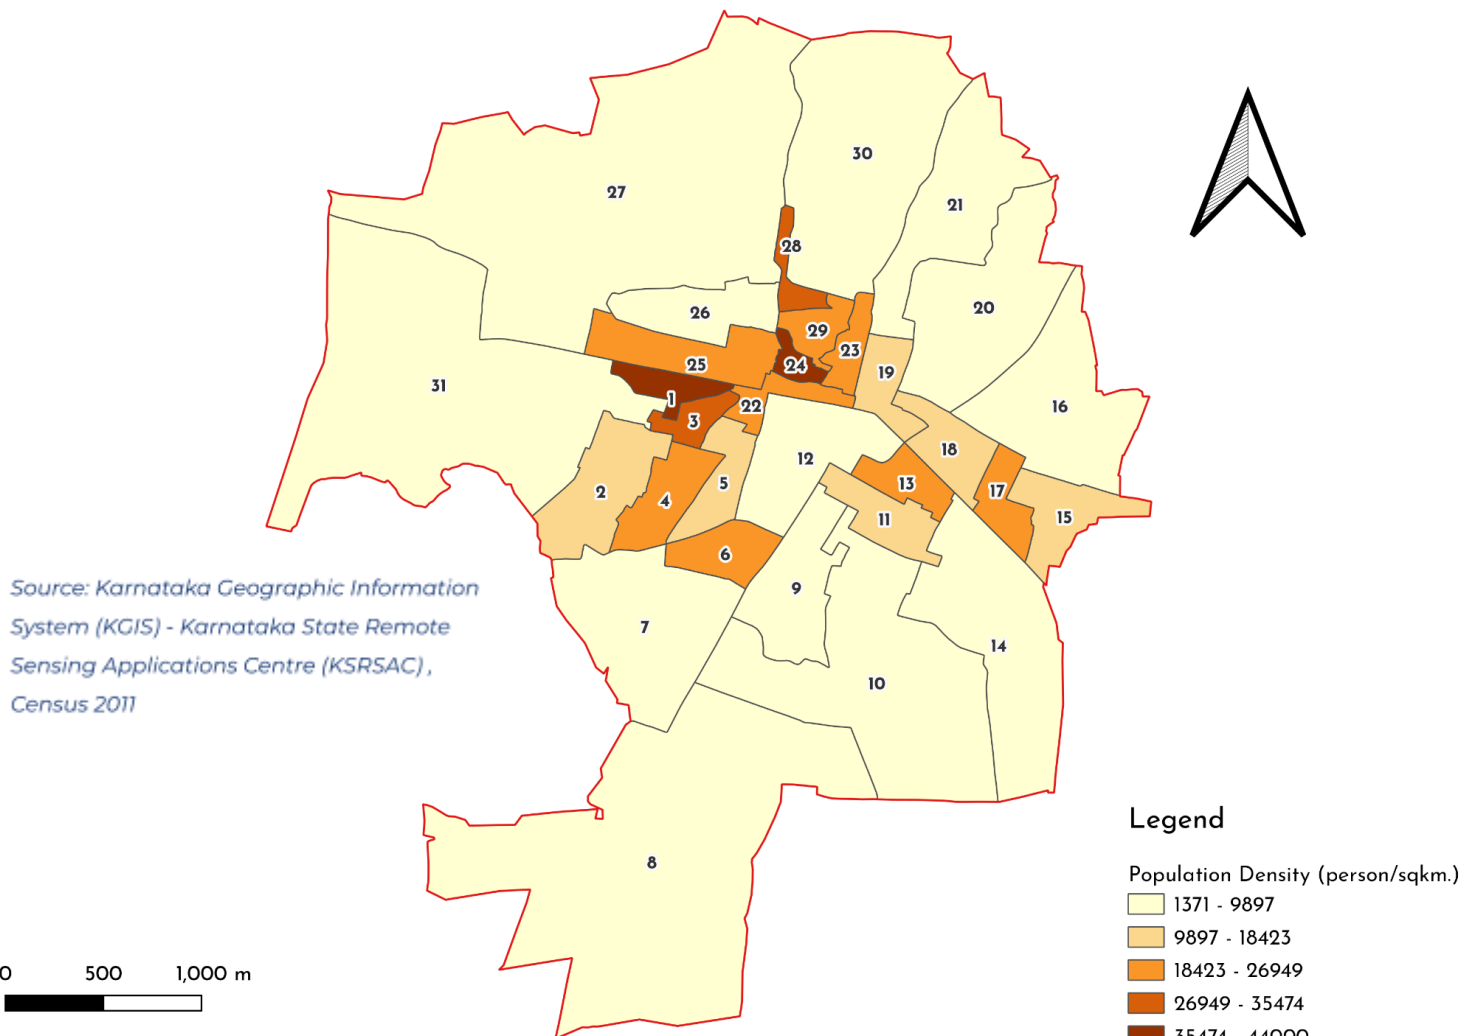 30
27
21
28
20
26
29
23
25
24
19
31
1
22
16
3
18
12
5
13
17
2
4
11
15
6
Source: Karnataka Geographic Information
System (KGIS) - Karnataka State Remote
Sensing Applications Centre (KSRSAC) ,
Census 2011
9
7
14
10
8
Legend
Population Density (person/sqkm.)
1371 - 9897
9897 - 18423
18423 - 26949
26949 - 35474
35474 - 44000
0 500 1,000 m